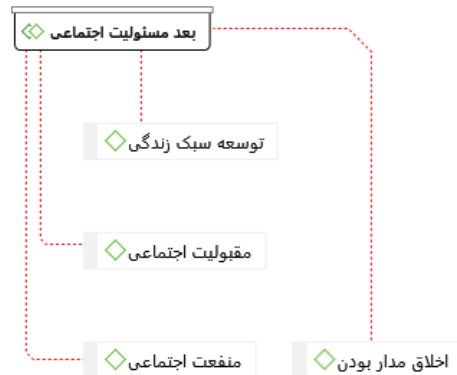 بعد مسئولیت اجتماعی
توسعه سبک زندگی
مقبولیت اجتماعی
اخلاق مدار بودن
منفعت اجتماعی